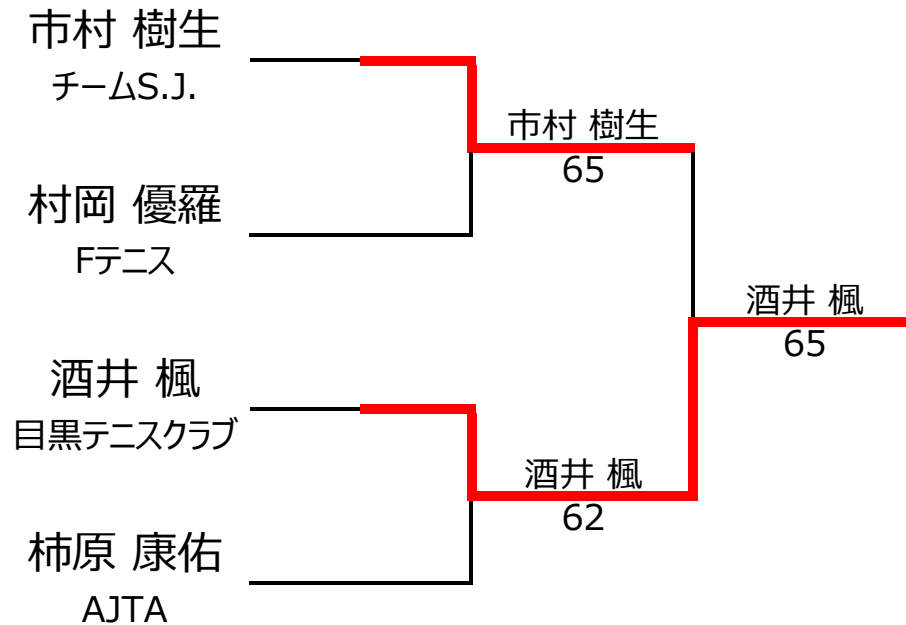 市村 樹生
チームS.J.
市村 樹生
65
村岡 優羅
Fテニス
酒井 楓
65
酒井 楓
目黒テニスクラブ
酒井 楓
62
柿原 康佑
AJTA